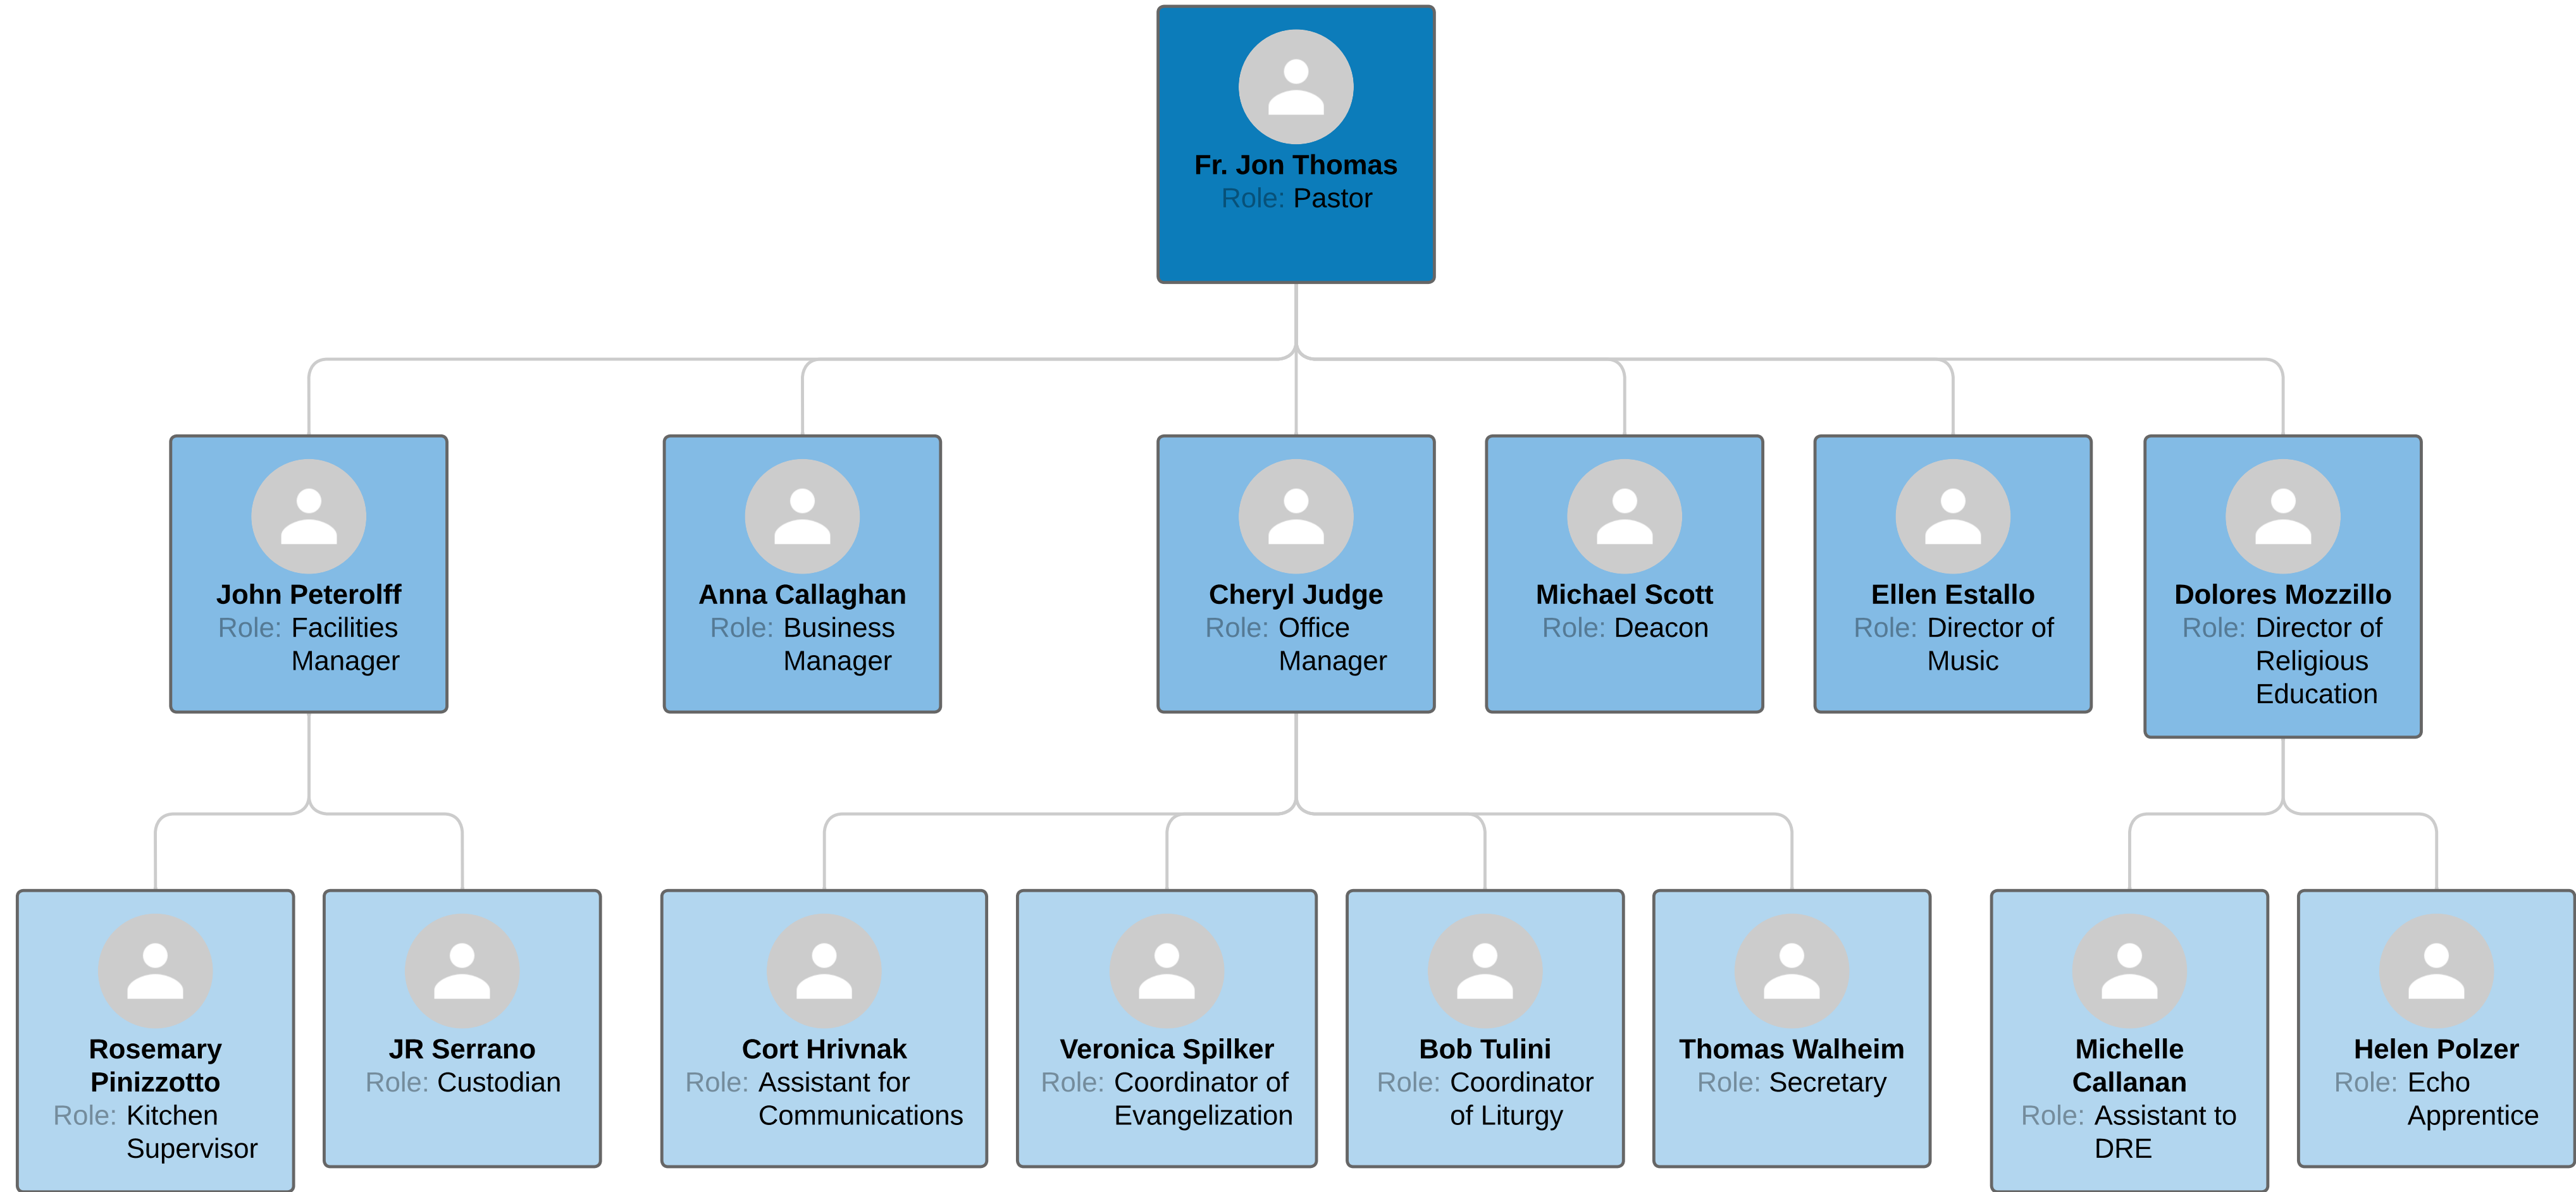 Fr. Jon Thomas
Role: Pastor
John Peterolff
Role: Facilities
Manager
Anna Callaghan
Role: Business
Manager
Cheryl Judge
Role: Office
Manager
Michael Scott
Role: Deacon
Ellen Estallo
Role: Director of
Music
Dolores Mozzillo
Role: Director of
Religious
Education
Rosemary
Pinizzotto
Role: Kitchen
Supervisor
JR Serrano
Role: Custodian
Cort Hrivnak
Role: Assistant for
Communications
Veronica Spilker
Role: Coordinator of
Evangelization
Bob Tulini
Role: Coordinator
of Liturgy
Thomas Walheim
Role: Secretary
Michelle
Callanan
Role: Assistant to
DRE
Helen Polzer
Role: Echo
Apprentice